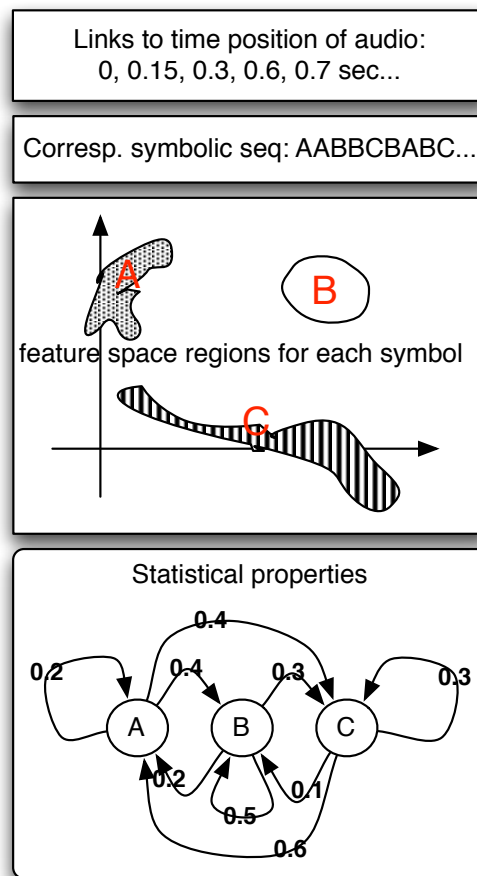 Links to time position of audio:
0, 0.15, 0.3, 0.6, 0.7 sec...
Corresp. symbolic seq: AABBCBABC...
A
B
feature space regions for each symbol
C
Statistical properties
0.4
0.2
0.4
0.3
0.3
A
B
C
0.2
0.5
0.1
0.6